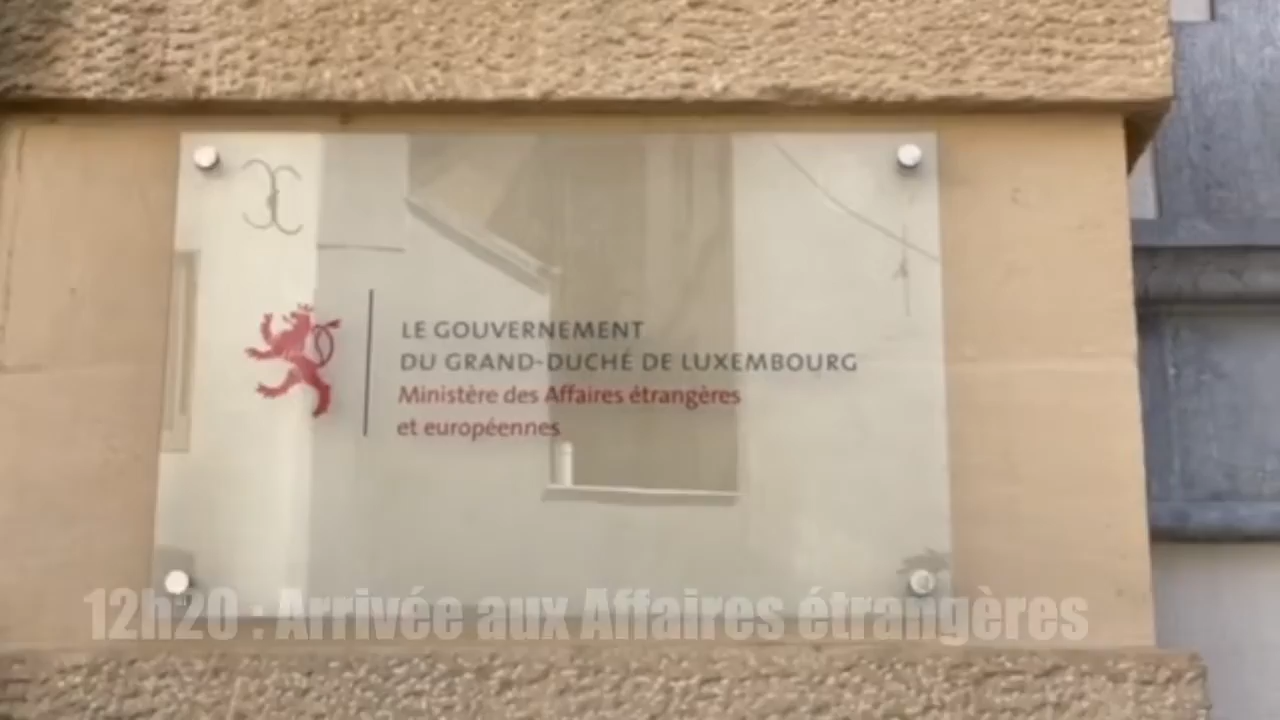 LE GOUVERNEMENT
DU GRAND-DUCHÉ DE LUXEMBOURG
Ministère des Affaires étrangères
et européennes
12h20 : Arrivée aux Affaires étrangères